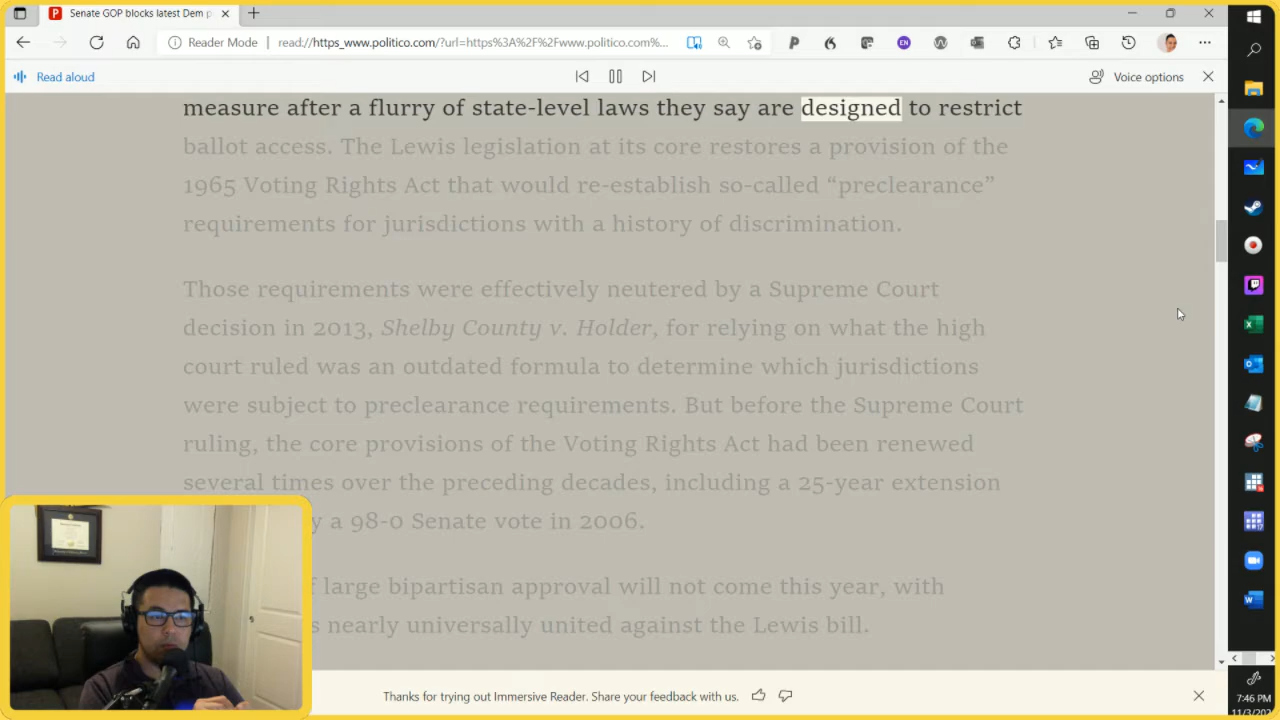 Senate GOP blocks latest Dem p
Reader Mode
read://https_www.politico.com/?url=https%3A%2F%2Fwww.politico.com%...
EN
Read aloud
Voice options
measure after a flurry of state-level laws they say are designed to restrict
ballot access. The Lewis legislation at its core restores a provision of the
1965 Voting Rights Act that would re-establish so-called “preclearance”
requirements for jurisdictions with a history of discrimination.
Those requirements were effectively neutered by a Supreme Court
decision in 2013, Shelby County v. Holder, for relying on what the high
court ruled was an outdated formula to determine which jurisdictions
were subject to preclearance requirements. But before the Supreme Court
ruling, the core provisions of the Voting Rights Act had been renewed
several times over the preceding decades, including a 25-year extension
y a 98-0 Senate vote in 2006.
f large bipartisan approval will not come this year, with
s nearly universally united against the Lewis bill.
Thanks for trying out Immersive Reader. Share your feedback with us.
7:46 PM